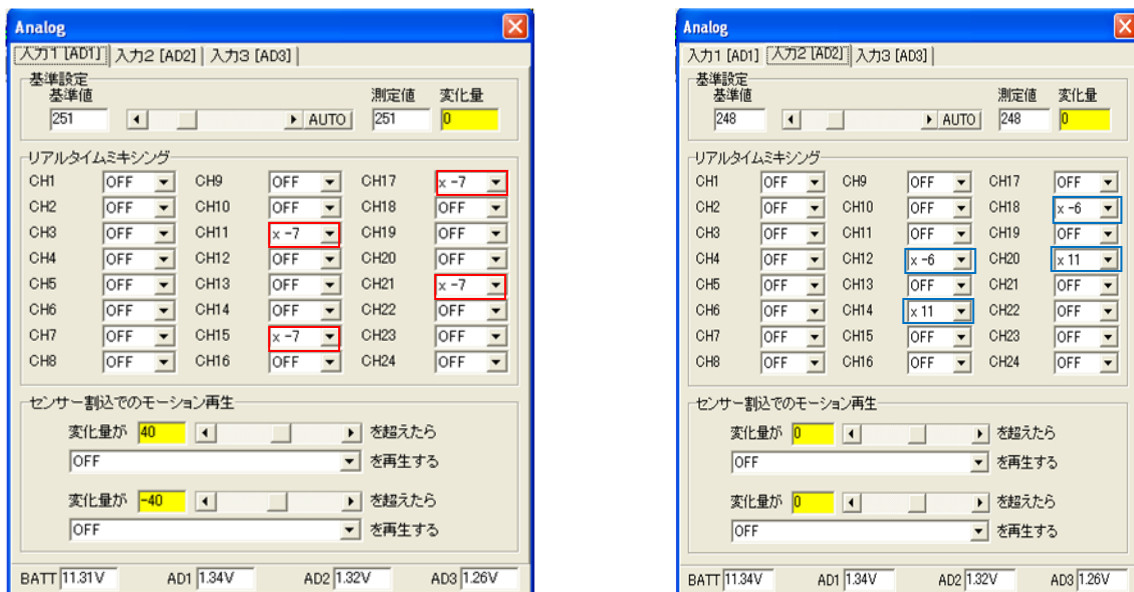 Analog
入力1 [AD1] 入力2 [AD2] 入力3 [AD3]
基準設定
基準値 測定値 変化量
251 AUTO 251 0
リアルタイムミキシング
CH1 OFF CH9 OFF CH17 x -7
CH2 OFF CH10 OFF CH18 OFF
CH3 OFF CH11 x -7 CH19 OFF
CH4 OFF CH12 OFF CH20 OFF
CH5 OFF CH13 OFF CH21 x -7
CH6 OFF CH14 OFF CH22 OFF
CH7 OFF CH15 x -7 CH23 OFF
CH8 OFF CH16 OFF CH24 OFF
センサー割込でのモーション再生
変化量が 40 を超えたら
OFF を再生する
変化量が -40 を超えたら
OFF を再生する
BATT 11.31V AD1 1.34V AD2 1.32V AD3 1.26V
Analog
入力1 [AD1] 入力2 [AD2] 入力3 [AD3]
基準設定
基準値 測定値 変化量
248 AUTO 248 0
リアルタイムミキシング
CH1 OFF CH9 OFF CH17 OFF
CH2 OFF CH10 OFF CH18 x -6
CH3 OFF CH11 OFF CH19 OFF
CH4 OFF CH12 x -6 CH20 x 11
CH5 OFF CH13 OFF CH21 OFF
CH6 OFF CH14 x 11 CH22 OFF
CH7 OFF CH15 OFF CH23 OFF
CH8 OFF CH16 OFF CH24 OFF
センサー割込でのモーション再生
変化量が 0 を超えたら
OFF を再生する
変化量が 0 を超えたら
OFF を再生する
BATT 11.34V AD1 1.34V AD2 1.32V AD3 1.26V